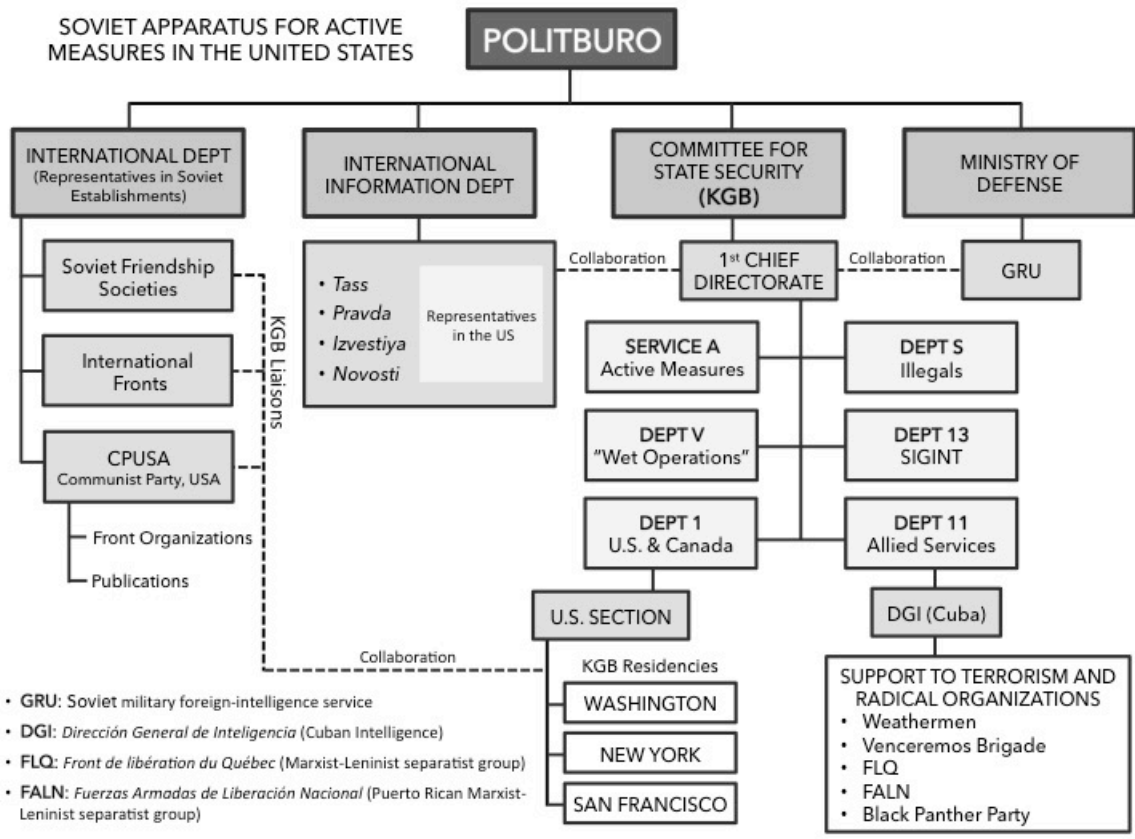 SOVIET APPARATUS FOR ACTIVE
MEASURES IN THE UNITED STATES
POLITBURO
INTERNATIONAL DEPT
(Representatives in Soviet
Establishments)
INTERNATIONAL
INFORMATION DEPT
COMMITTEE FOR
STATE SECURITY
(KGB)
MINISTRY OF
DEFENSE
Soviet Friendship
Societies
International
Fronts
CPUSA
Communist Party, USA
Front Organizations
Publications
KGB Liaisons
• Tass
• Pravda
• Izvestiya
• Novosti
Representatives
in the US
Collaboration
1st CHIEF
DIRECTORATE
Collaboration
GRU
SERVICE A
Active Measures
DEPT S
Illegals
DEPT V
"Wet Operations"
DEPT 13
SIGINT
DEPT 1
U.S. & Canada
DEPT 11
Allied Services
U.S. SECTION
DGI (Cuba)
Collaboration
KGB Residencies
WASHINGTON
NEW YORK
SAN FRANCISCO
SUPPORT TO TERRORISM AND
RADICAL ORGANIZATIONS
• Weathermen
• Venceremos Brigade
• FLQ
• FALN
• Black Panther Party
• GRU: Soviet military foreign-intelligence service
• DGI: Dirección General de Inteligencia (Cuban Intelligence)
• FLQ: Front de libération du Québec (Marxist-Leninist separatist group)
• FALN: Fuerzas Armadas de Liberación Nacional (Puerto Rican Marxist-
Leninist separatist group)